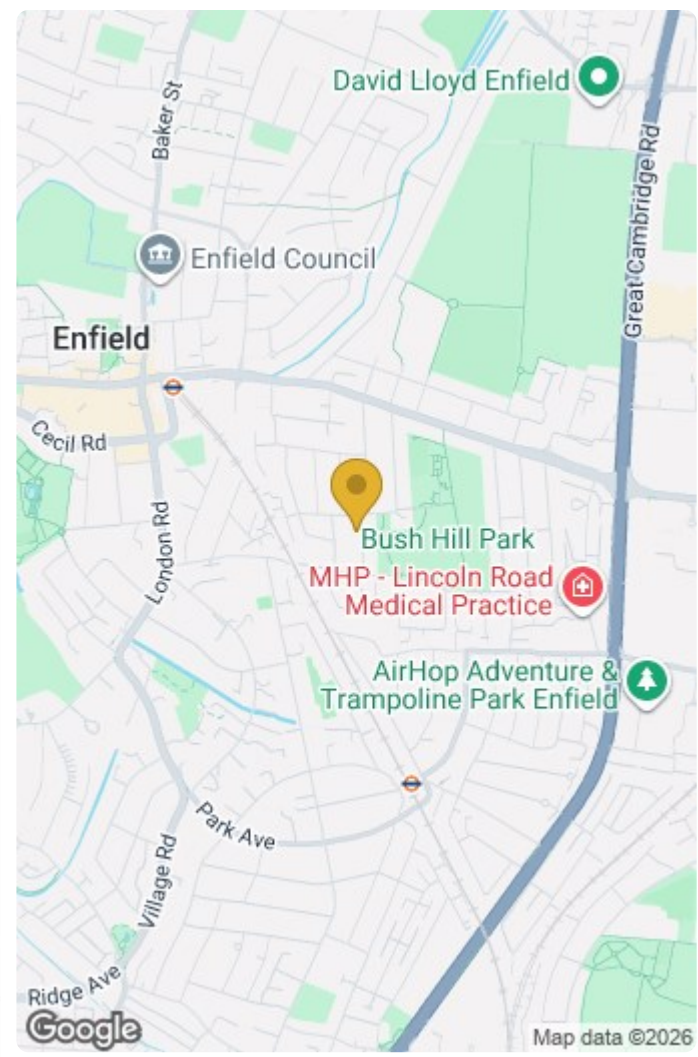 David Lloyd Enfield
Baker St
Great Cambridge Rd
Enfield Council
Enfield
Cecil Rd
London Rd
Bush Hill Park
MHP - Lincoln Road
Medical Practice
AirHop Adventure &
Trampoline Park Enfield
Park Ave
Village Rd
Ridge Ave
Google
Map data ©2026